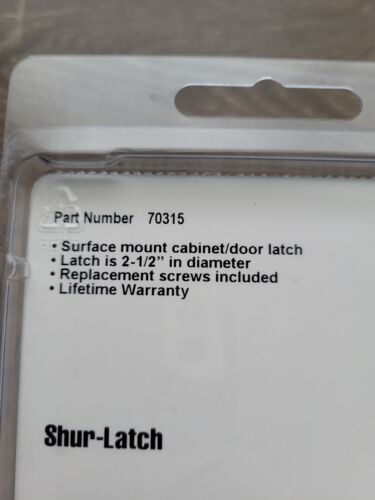 Part Number 70315
• Surface mount cabinet/door latch
• Latch is 2-1/2" in diameter
• Replacement screws included
• Lifetime Warranty
Shur-Latch